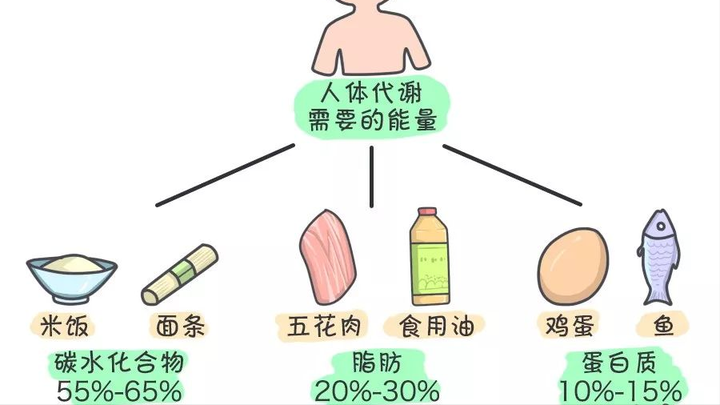 人体代谢
需要的能量
米饭
面条
五花肉
食用油
鸡蛋
鱼
碳水化合物
脂肪
蛋白质
55%-65%
20%-30%
10%-15%